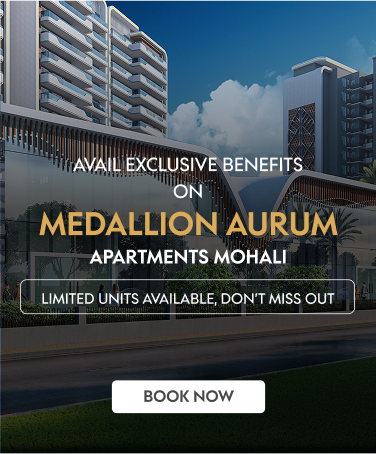 AVAIL EXCLUSIVE BENEFITS
ON
MEDALLION AURUM
APARTMENTS MOHALI
LIMITED UNITS AVAILABLE, DON'T MISS OUT
BOOK NOW